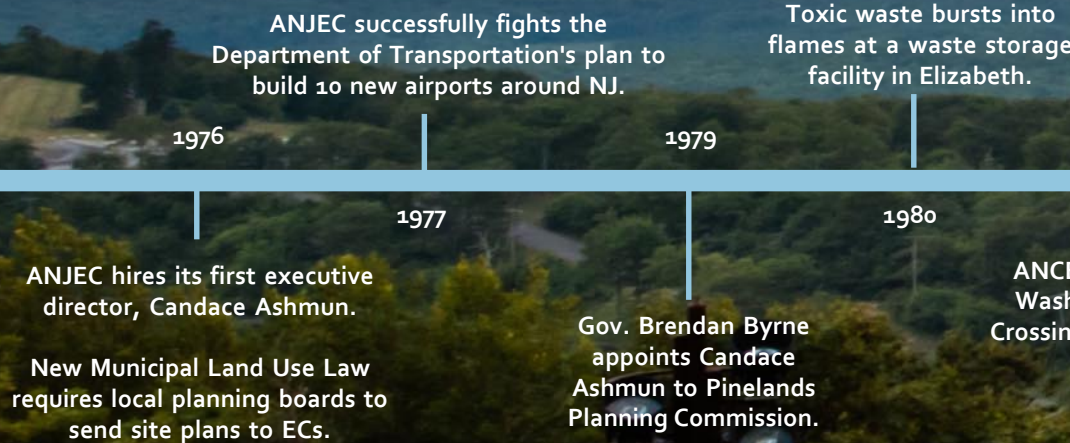 ANJEC successfully fights the
Department of Transportation's plan to
build 10 new airports around NJ.
Toxic waste bursts into
flames at a waste storage
facility in Elizabeth.
1976
1979
1977
1980
ANJEC hires its first executive
director, Candace Ashmun.
New Municipal Land Use Law
requires local planning boards to
send site plans to ECs.
Gov. Brendan Byrne
appoints Candace
Ashmun to Pinelands
Planning Commission.
ANCE
Wash
Crossin